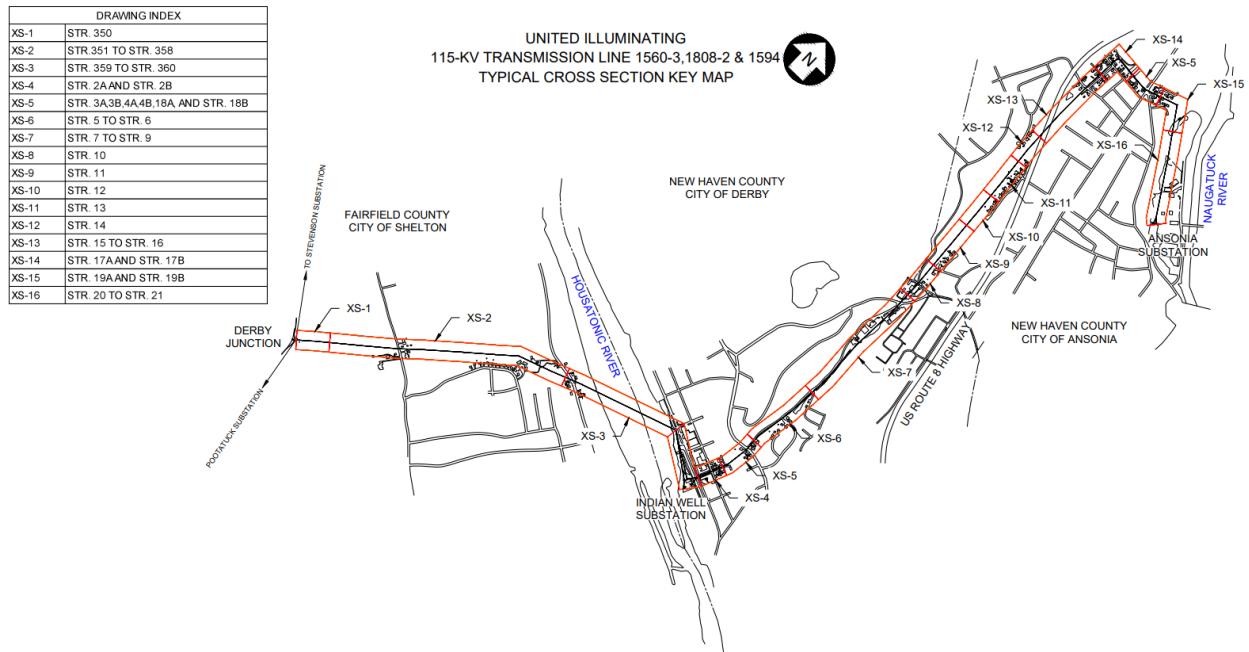 DRAWING INDEX
XS-1 STR. 350
XS-2 STR.351 TO STR. 358
XS-3 STR. 359 TO STR. 360
XS-4 STR. 2A AND STR. 2B
XS-5 STR. 3A,3B,4A,4B,18A, AND STR. 18B
XS-6 STR. 5 TO STR. 6
XS-7 STR. 7 TO STR. 9
XS-8 STR. 10
XS-9 STR. 11
XS-10 STR. 12
XS-11 STR. 13
XS-12 STR. 14
XS-13 STR. 15 TO STR. 16
XS-14 STR. 17A AND STR. 17B
XS-15 STR. 19A AND STR. 19B
XS-16 STR. 20 TO STR. 21
UNITED ILLUMINATING
115-KV TRANSMISSION LINE 1560-3,1808-2 & 1594
TYPICAL CROSS SECTION KEY MAP
N
XS-14
XS-5
XS-15
XS-13
XS-12
XS-16
NAUGATUCK
RIVER
NEW HAVEN COUNTY
CITY OF DERBY
XS-11
FAIRFIELD COUNTY
CITY OF SHELTON
TO STEVENSON SUBSTATION
XS-10
ANSONIA
SUBSTATION
XS-9
HOUSATONIC RIVER
XS-8
XS-1
XS-2
DERBY
JUNCTION
NEW HAVEN COUNTY
CITY OF ANSONIA
US ROUTE 8 HIGHWAY
XS-7
POOTATUCK SUBSTATION
XS-3
XS-6
XS-5
XS-4
INDIAN WELL
SUBSTATION